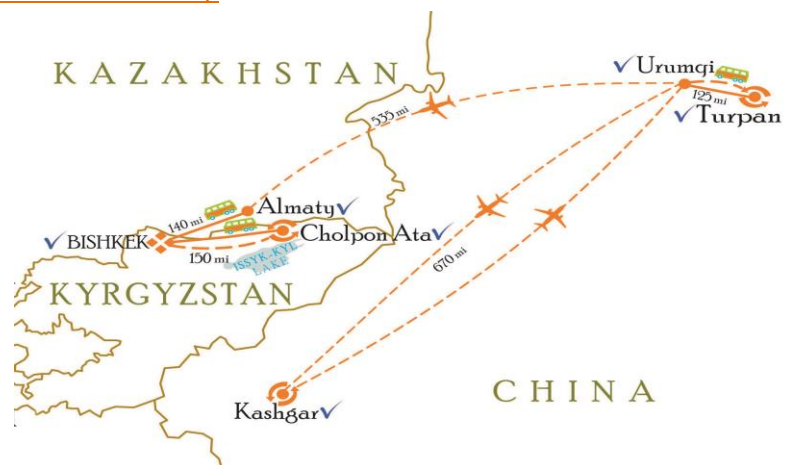 KAZAKHSTAN
Urumqi
125 mi
Turpan
535 mi
Almaty
140 mi
Cholpon Ata
BISHKEK
150 mi
ISSYK-KYL
LAKE
670 mi
KYRGYZSTAN
CHINA
Kashgar